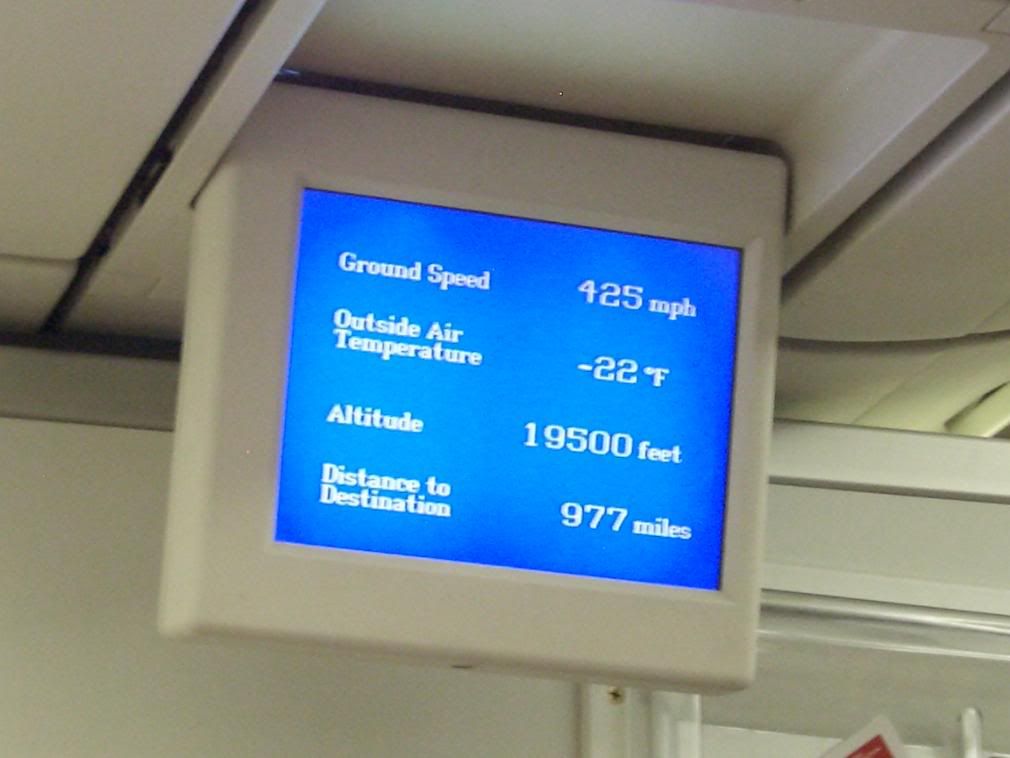 Ground Speed 425 mph
Outside Air
Temperature -22 °F
Altitude 19500 feet
Distance to
Destination 977 miles